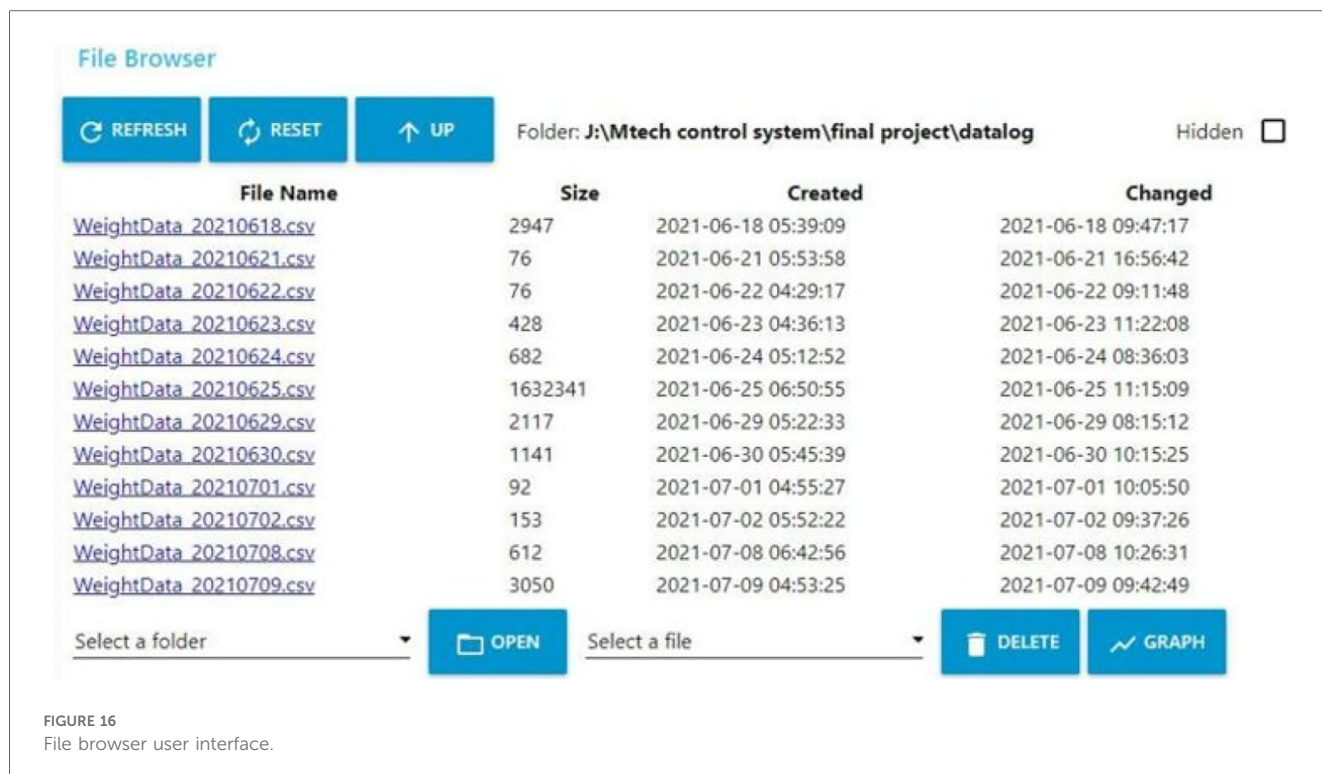 File Browser
REFRESH RESET UP Folder: J:\Mtech control system\final project\datalog Hidden
File Name Size Created Changed
WeightData_20210618.csv 2947 2021-06-18 05:39:09 2021-06-18 09:47:17
WeightData_20210621.csv 76 2021-06-21 05:53:58 2021-06-21 16:56:42
WeightData_20210622.csv 76 2021-06-22 04:29:17 2021-06-22 09:11:48
WeightData_20210623.csv 428 2021-06-23 04:36:13 2021-06-23 11:22:08
WeightData_20210624.csv 682 2021-06-24 05:12:52 2021-06-24 08:36:03
WeightData_20210625.csv 1632341 2021-06-25 06:50:55 2021-06-25 11:15:09
WeightData_20210629.csv 2117 2021-06-29 05:22:33 2021-06-29 08:15:12
WeightData_20210630.csv 1141 2021-06-30 05:45:39 2021-06-30 10:15:25
WeightData_20210701.csv 92 2021-07-01 04:55:27 2021-07-01 10:05:50
WeightData_20210702.csv 153 2021-07-02 05:52:22 2021-07-02 09:37:26
WeightData_20210708.csv 612 2021-07-08 06:42:56 2021-07-08 10:26:31
WeightData_20210709.csv 3050 2021-07-09 04:53:25 2021-07-09 09:42:49
Select a folder OPEN Select a file DELETE GRAPH
FIGURE 16
File browser user interface.